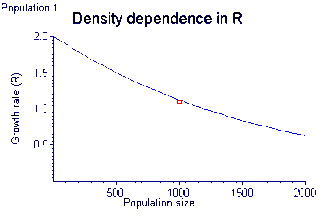 Population 1
Density dependence in R
2.0
1.5
1.0
0.5
Growth rate (R)
500
1000
1500
2000
Population size